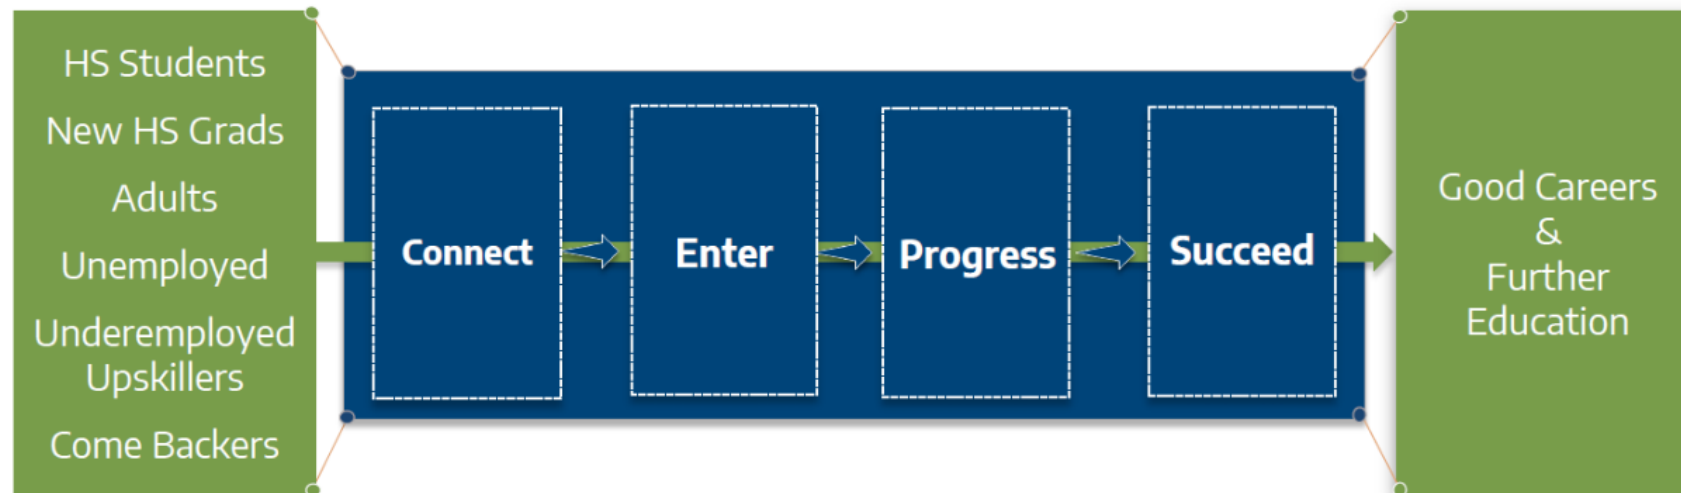 HS Students
New HS Grads
Adults
Unemployed
Underemployed
Upskillers
Come Backers
Connect
Enter
Progress
Succeed
Good Careers
&
Further
Education